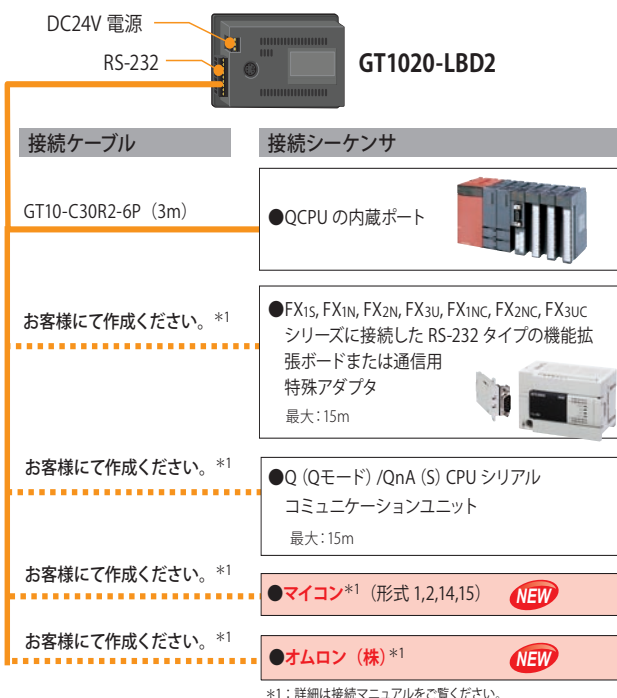 DC24V 電源
RS-232
GT1020-LBD2
接続ケーブル
接続シーケンサ
GT10-C30R2-6P（3m）
●QCPU の内蔵ポート
お客様にて作成ください。*1
●FX1S, FX1N, FX2N, FX3U, FX1NC, FX2NC, FX3UC
シリーズに接続した RS-232 タイプの機能拡
張ボードまたは通信用
特殊アダプタ
最大：15m
お客様にて作成ください。*1
●Q（Qモード）/QnA（S）CPU シリアル
コミュニケーションユニット
最大：15m
お客様にて作成ください。*1
●マイコン*1（形式 1,2,14,15） NEW
お客様にて作成ください。*1
●オムロン（株）*1 NEW
*1：詳細は接続マニュアルをご覧ください。